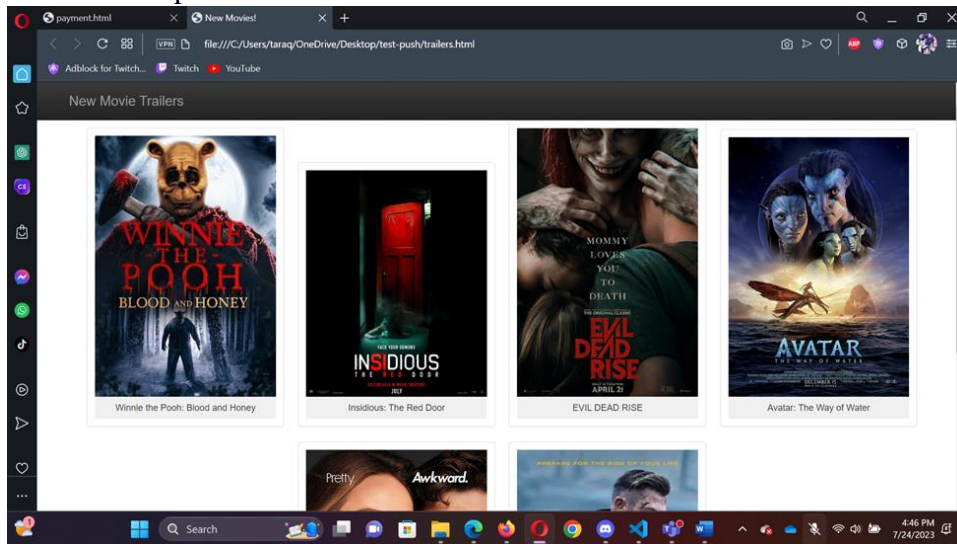 payment.html
New Movies!
VPN
file:///C:/Users/taraq/OneDrive/Desktop/test-push/trailers.html
ABP
Adblock for Twitch...
Twitch
YouTube
New Movie Trailers
CS
WINNIE
-THE-
POOH
BLOOD AND HONEY
Winnie the Pooh: Blood and Honey
FACE YOUR DEMONS
INSIDIOUS
THE RED DOOR
JULY
Insidious: The Red Door
MOMMY
LOVES
YOU
TO
DEATH
EVIL
DEAD
RISE
APRIL 21
EVIL DEAD RISE
AVATAR
THE WAY OF WATER
DECEMBER 15
Avatar: The Way of Water
Pretty.
Awkward.
PREPARE FOR THE RIDE OF YOUR LIFE
Search
4:46 PM
7/24/2023